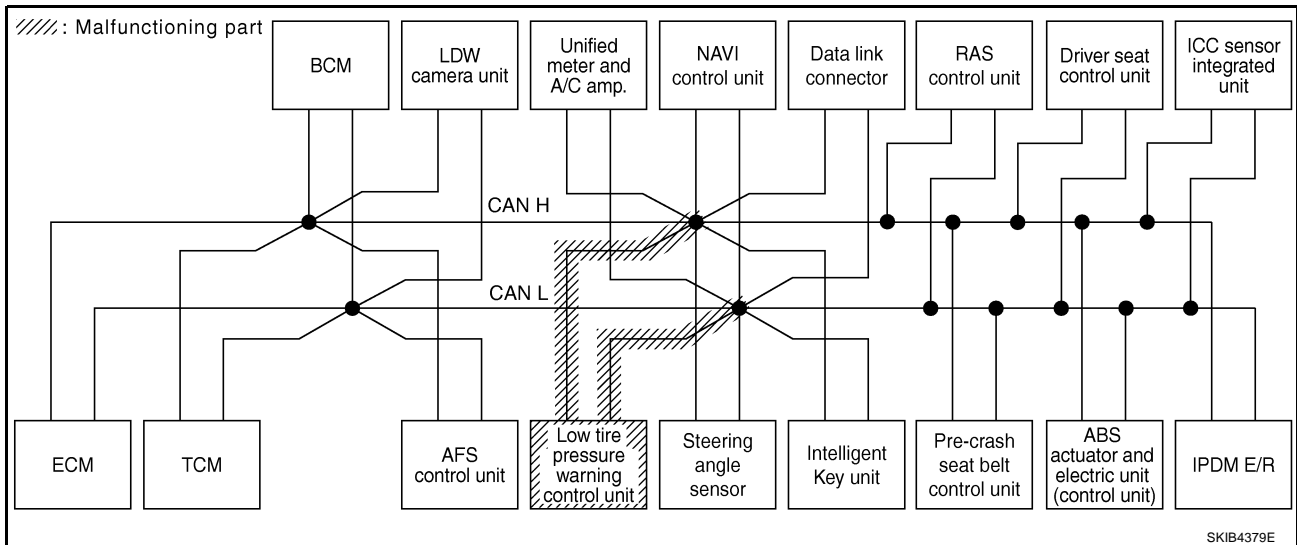 : Malfunctioning part
BCM
LDW
camera unit
Unified
meter and
A/C amp.
NAVI
control unit
Data link
connector
RAS
control unit
Driver seat
control unit
ICC sensor
integrated
unit
CAN H
CAN L
ECM
TCM
AFS
control unit
Low tire
pressure
warning
control unit
Steering
angle
sensor
Intelligent
Key unit
Pre-crash
seat belt
control unit
ABS
actuator and
electric unit
(control unit)
IPDM E/R
SKIB4379E